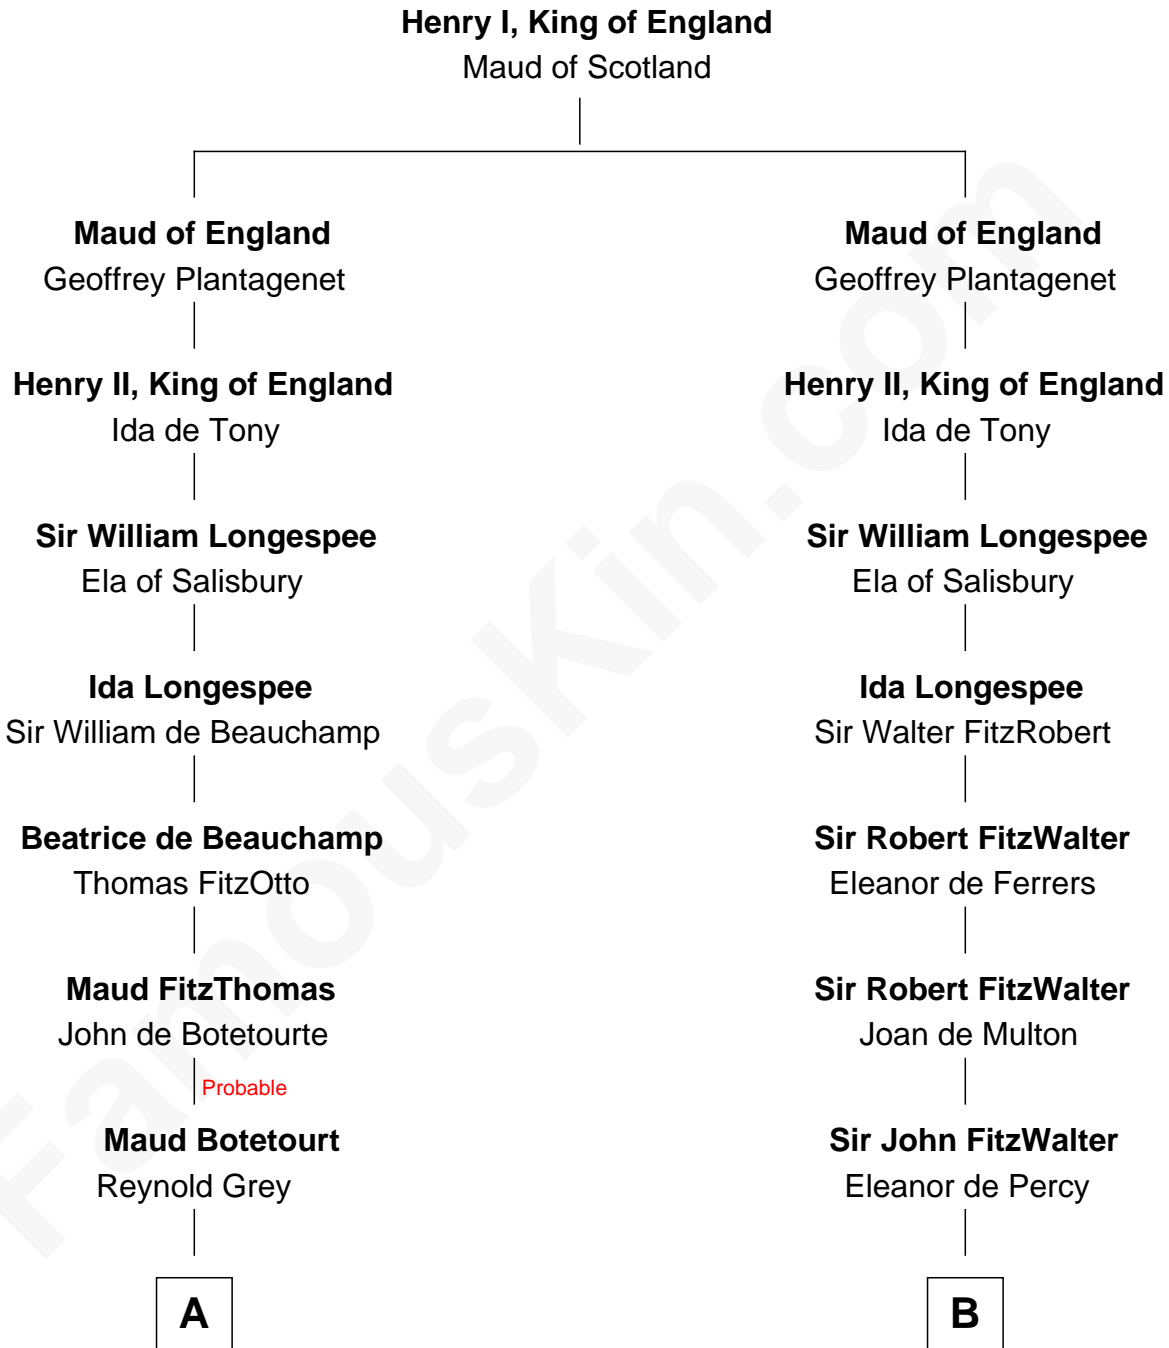 Henry I, King of England
Maud of Scotland
Maud of England
Geoffrey Plantagenet
Maud of England
Geoffrey Plantagenet
Henry II, King of England
Ida de Tony
Henry II, King of England
Ida de Tony
Sir William Longespee
Ela of Salisbury
Sir William Longespee
Ela of Salisbury
Ida Longespee
Sir William de Beauchamp
Ida Longespee
Sir Walter FitzRobert
Beatrice de Beauchamp
Thomas FitzOtto
Sir Robert FitzWalter
Eleanor de Ferrers
Maud FitzThomas
John de Botetourte
Sir Robert FitzWalter
Joan de Multon
Probable
Maud Botetourt
Reynold Grey
Sir John FitzWalter
Eleanor de Percy
A
B
FamousKin.com